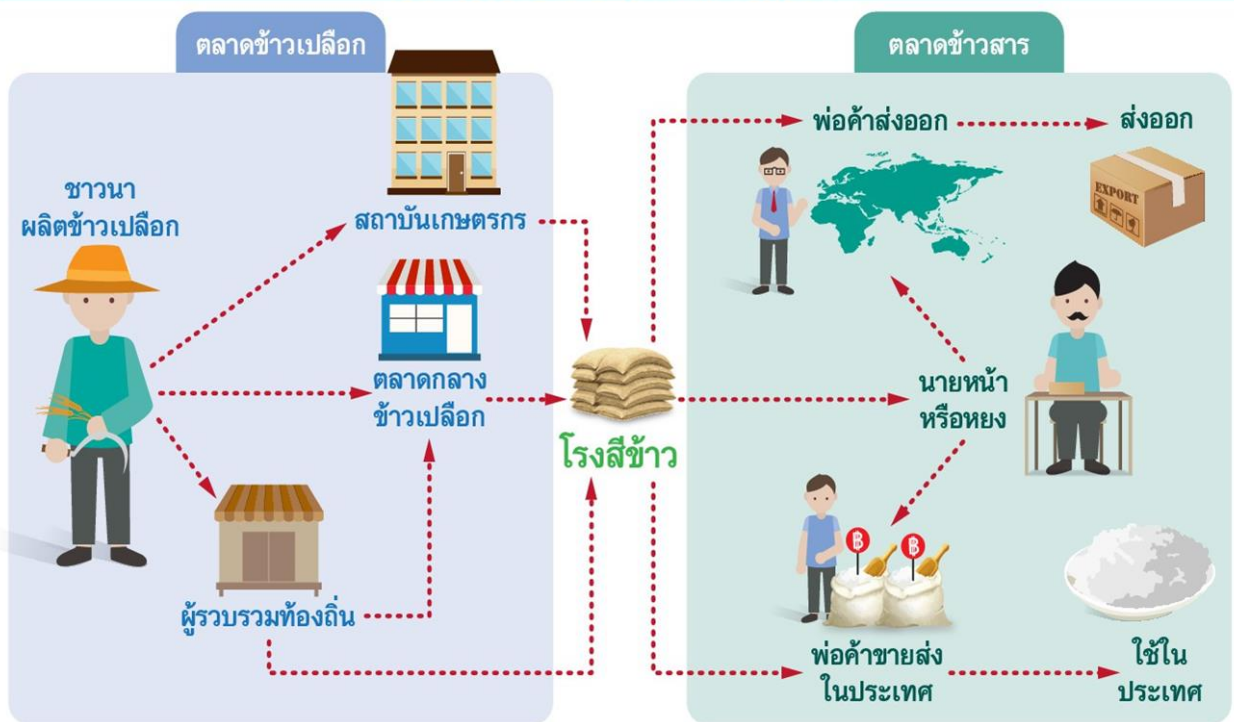 ตลาดข้าวเปลือก
ชาวนา
ผลิตข้าวเปลือก
สถาบันเกษตรกร
ตลาดกลาง
ข้าวเปลือก
ผู้รวบรวมท้องถิ่น
โรงสีข้าว
ตลาดข้าวสาร
พ่อค้าส่งออก
ส่งออก
EXPORT
นายหน้า
หรือหยง
฿
฿
พ่อค้าขายส่ง
ในประเทศ
ใช้ใน
ประเทศ